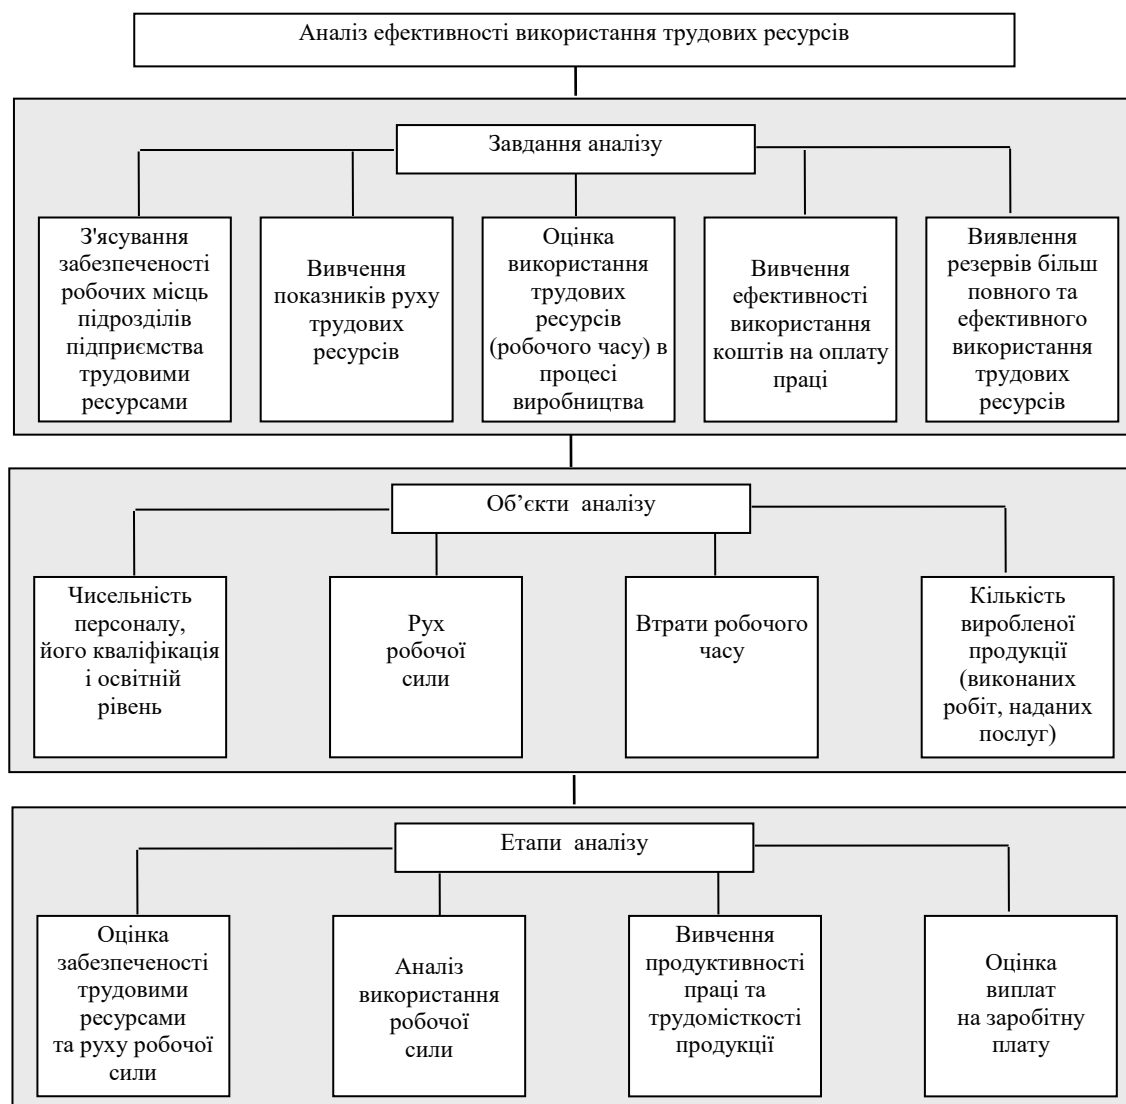 Аналіз ефективності використання трудових ресурсів
Завдання аналізу
З'ясування
забезпеченості
робочих місць
підрозділів
підприємства
трудовими
ресурсами
Вивчення
показників руху
трудових
ресурсів
Оцінка
використання
трудових
ресурсів
(робочого часу) в
процесі
виробництва
Вивчення
ефективності
використання
коштів на оплату
праці
Виявлення
резервів більш
повного та
ефективного
використання
трудових
ресурсів
Об’єкти аналізу
Чисельність
персоналу,
його кваліфікація
і освітній
рівень
Рух
робочої
сили
Втрати робочого
часу
Кількість
виробленої
продукції
(виконаних
робіт, наданих
послуг)
Етапи аналізу
Оцінка
забезпеченості
трудовими
ресурсами
та руху робочої
сили
Аналіз
використання
робочої
сили
Вивчення
продуктивності
праці та
трудомісткості
продукції
Оцінка
виплат
на заробітну
плату